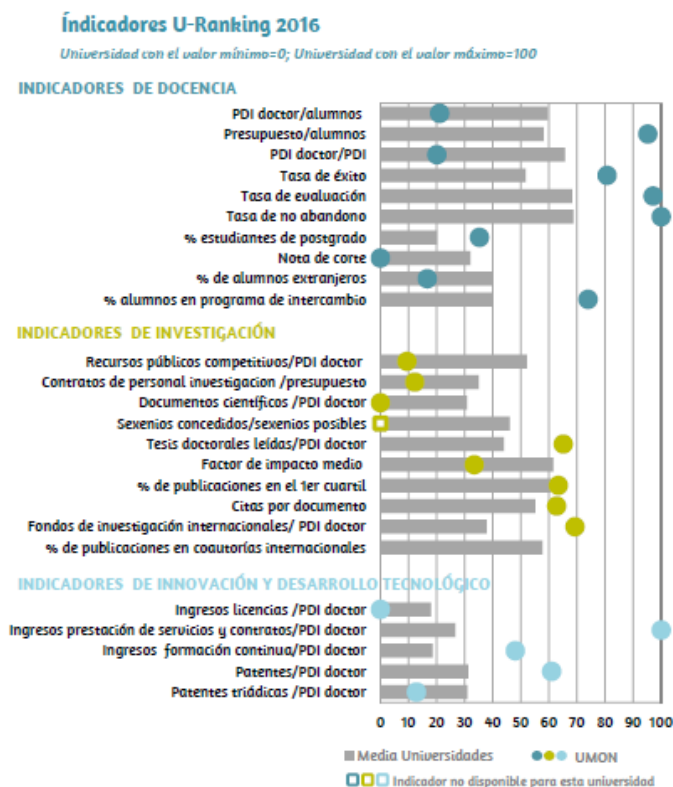 Índicadores U-Ranking 2016
Universidad con el valor mínimo=0; Universidad con el valor máximo=100
INDICADORES DE DOCENCIA
PDI doctor/alumnos
Presupuesto/alumnos
PDI doctor/PDI
Tasa de éxito
Tasa de evaluación
Tasa de no abandono
% estudiantes de postgrado
Nota de corte
% de alumnos extranjeros
% alumnos en programa de intercambio
INDICADORES DE INVESTIGACIÓN
Recursos públicos competitivos/PDI doctor
Contratos de personal investigacion /presupuesto
Documentos científicos /PDI doctor
Sexenios concedidos/sexenios posibles
Tesis doctorales leídas/PDI doctor
Factor de impacto medio
% de publicaciones en el 1er cuartil
Citas por documento
Fondos de investigación internacionales/ PDI doctor
% de publicaciones en coautorías internacionales
INDICADORES DE INNOVACIÓN Y DESARROLLO TECNOLÓGICO
Ingresos licencias /PDI doctor
Ingresos prestación de servicios y contratos/PDI doctor
Ingresos formación continua/PDI doctor
Patentes/PDI doctor
Patentes triádicas /PDI doctor
0 10 20 30 40 50 60 70 80 90 100
Media Universidades UMON
Indicador no disponible para esta universidad